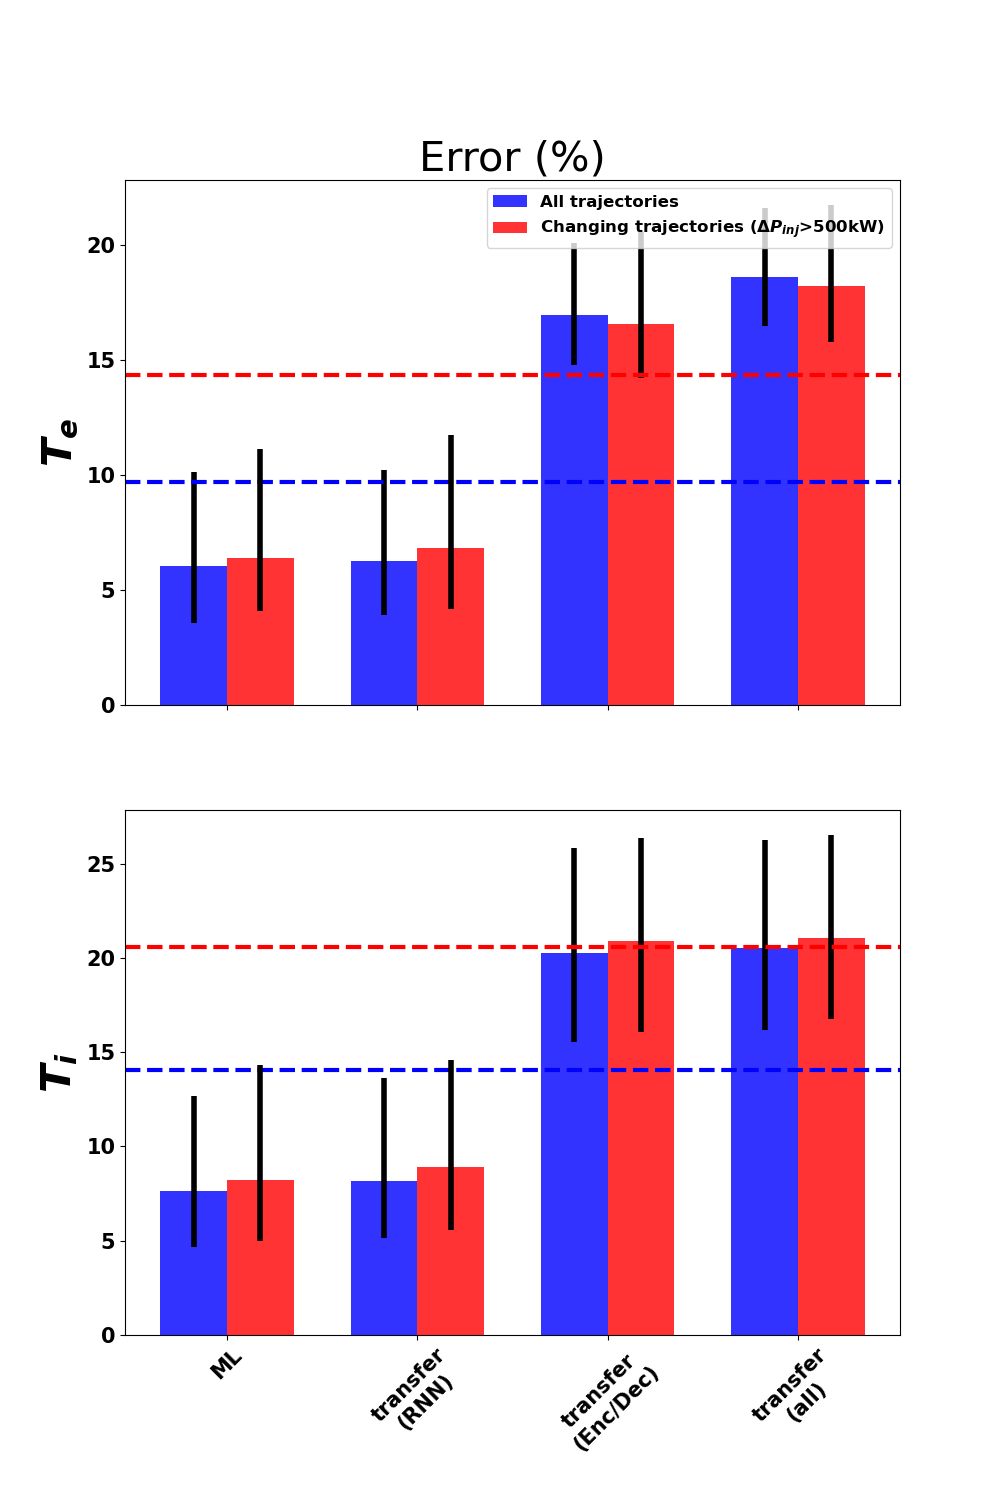 Error (%)
All trajectories
Changing trajectories (ΔP_inj>500kW)
T_e
20
15
10
5
0
T_i
25
20
15
10
5
0
ML
transfer
(RNN)
transfer
(Enc/Dec)
transfer
(all)